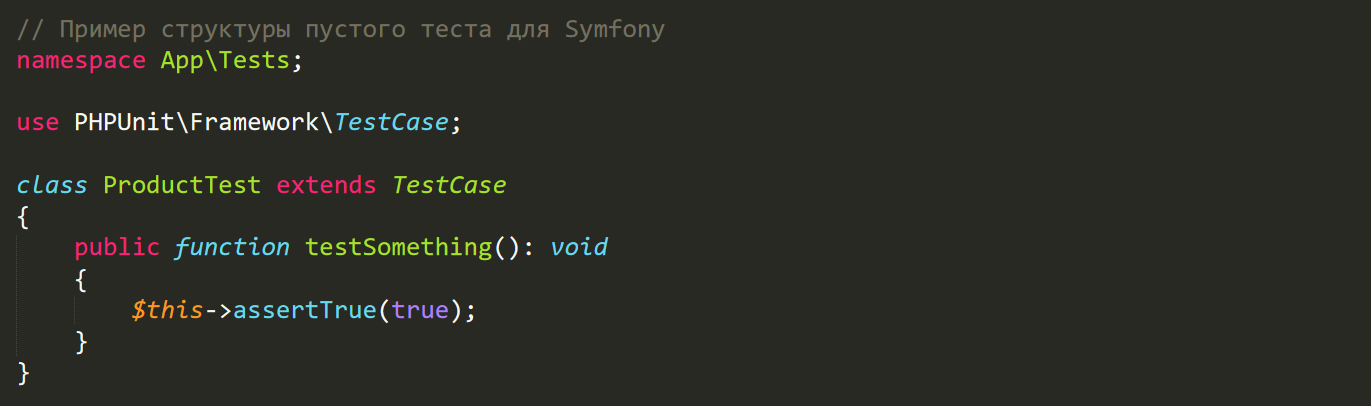 // Пример структуры пустого теста для Symfony
namespace App\Tests;
use PHPUnit\Framework\TestCase;
class ProductTest extends TestCase
{
    public function testSomething(): void
    {
        $this->assertTrue(true);
    }
}